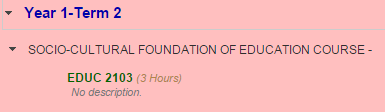 Year 1-Term 2
SOCIO-CULTURAL FOUNDATION OF EDUCATION COURSE -
EDUC 2103 (3 Hours)
No description.